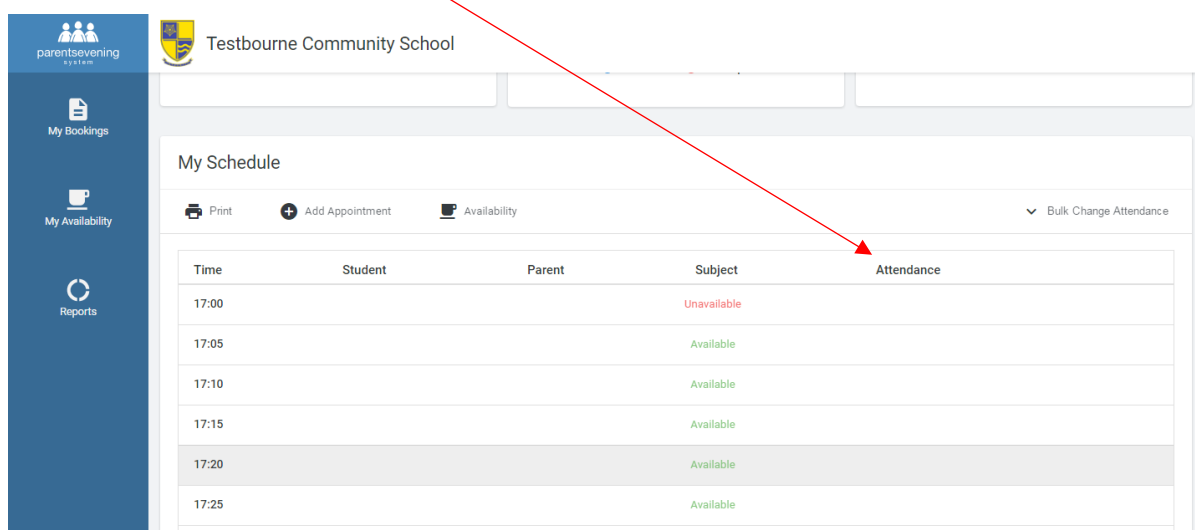 parentsevening
system
Testbourne Community School
My Bookings
My Availability
Reports
My Schedule
Print Add Appointment Availability Bulk Change Attendance
Time Student Parent Subject Attendance
17:00 Unavailable
17:05 Available
17:10 Available
17:15 Available
17:20 Available
17:25 Available